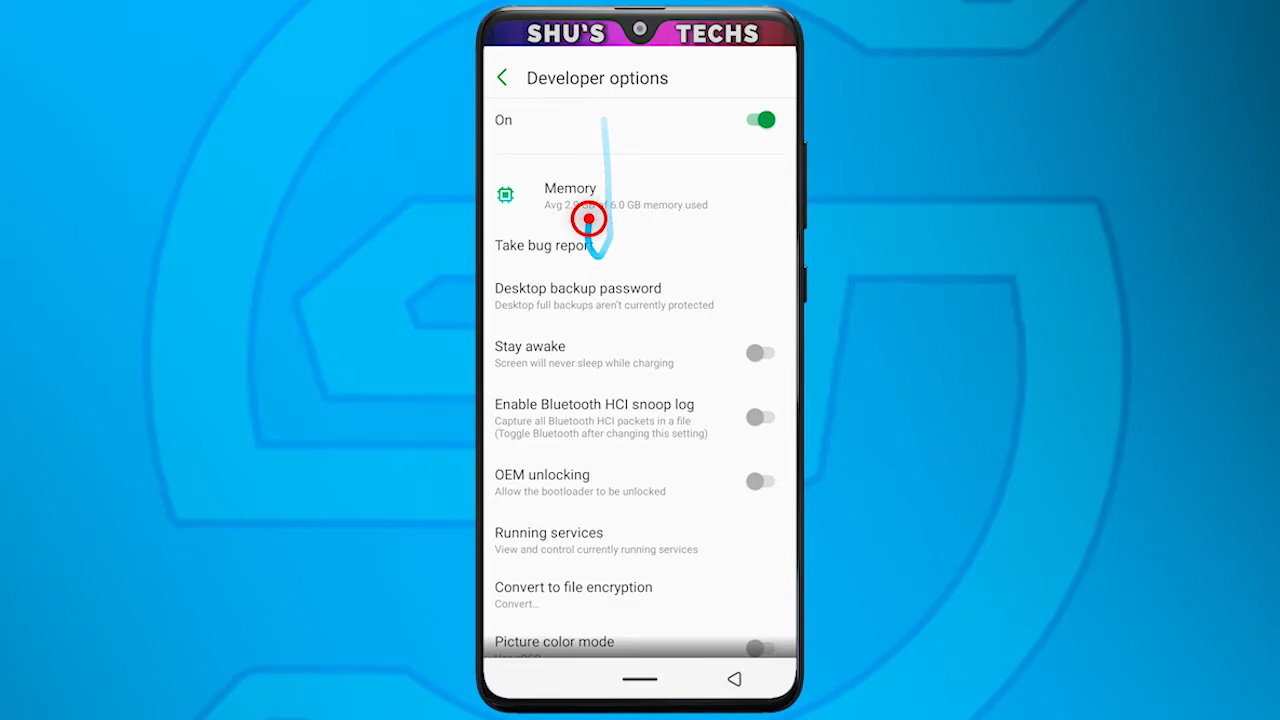 SHU'S TECHS
Developer options
On
Memory
Avg 2.9 GB of 6.0 GB memory used
Take bug report
Desktop backup password
Desktop full backups aren't currently protected
Stay awake
Screen will never sleep while charging
Enable Bluetooth HCI snoop log
Capture all Bluetooth HCI packets in a file
(Toggle Bluetooth after changing this setting)
OEM unlocking
Allow the bootloader to be unlocked
Running services
View and control currently running services
Convert to file encryption
Convert...
Picture color mode